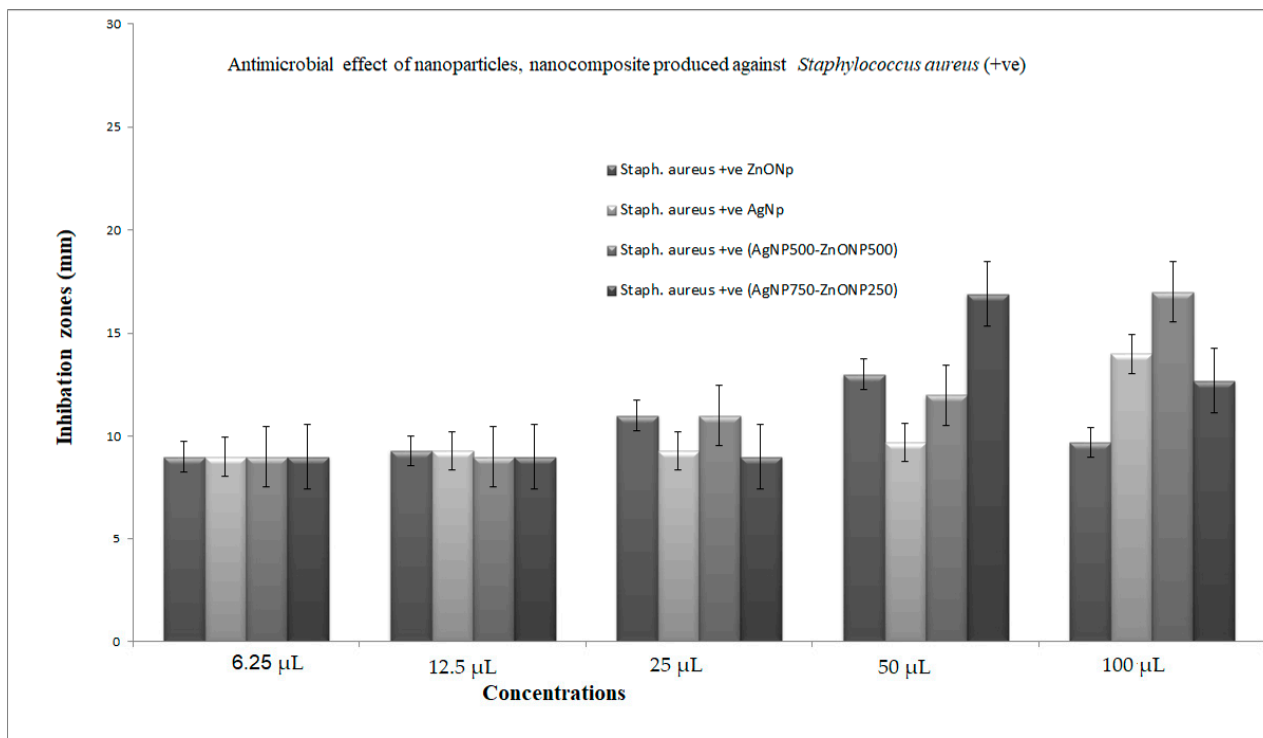 30
Antimicrobial effect of nanoparticles, nanocomposite produced against Staphylococcus aureus (+ve)
25
Staph. aureus +ve ZnONp
Staph. aureus +ve AgNp
20
Staph. aureus +ve (AgNP500-ZnONP500)
Staph. aureus +ve (AgNP750-ZnONP250)
Inhibation zones (mm)
15
10
5
0
6.25 μL 12.5 μL 25 μL 50 μL 100 μL
Concentrations